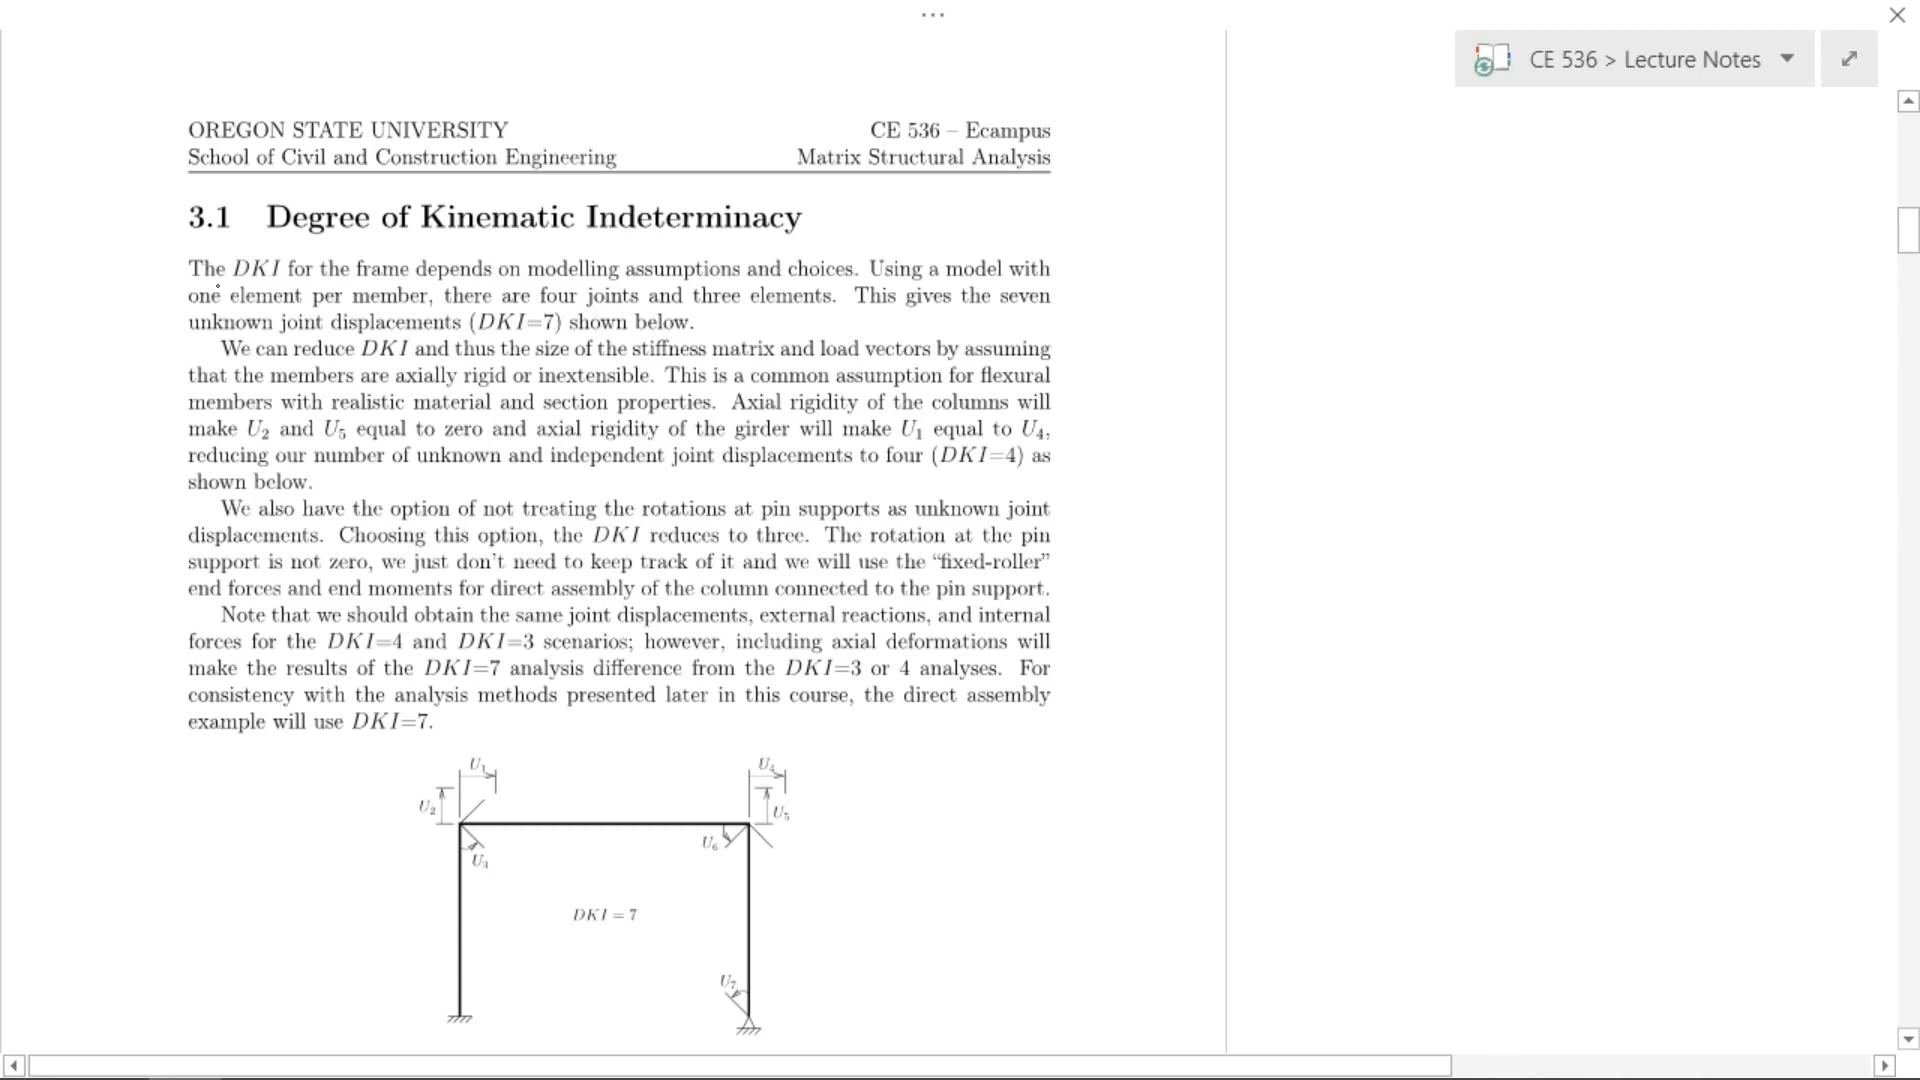 ...
CE 536 > Lecture Notes
OREGON STATE UNIVERSITY
CE 536 – Ecampus
School of Civil and Construction Engineering
Matrix Structural Analysis
3.1 Degree of Kinematic Indeterminacy
The DKI for the frame depends on modelling assumptions and choices. Using a model with
one element per member, there are four joints and three elements. This gives the seven
unknown joint displacements (DKI=7) shown below.
We can reduce DKI and thus the size of the stiffness matrix and load vectors by assuming
that the members are axially rigid or inextensible. This is a common assumption for flexural
members with realistic material and section properties. Axial rigidity of the columns will
make U₂ and U₅ equal to zero and axial rigidity of the girder will make U₁ equal to U₄,
reducing our number of unknown and independent joint displacements to four (DKI=4) as
shown below.
We also have the option of not treating the rotations at pin supports as unknown joint
displacements. Choosing this option, the DKI reduces to three. The rotation at the pin
support is not zero, we just don't need to keep track of it and we will use the “fixed-roller”
end forces and end moments for direct assembly of the column connected to the pin support.
Note that we should obtain the same joint displacements, external reactions, and internal
forces for the DKI=4 and DKI=3 scenarios; however, including axial deformations will
make the results of the DKI=7 analysis difference from the DKI=3 or 4 analyses. For
consistency with the analysis methods presented later in this course, the direct assembly
example will use DKI=7.
U₁
U₄
U₂
U₅
U₆
U₃
DKI = 7
U₇